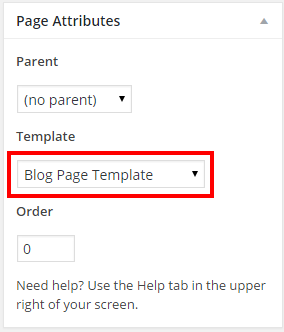 Page Attributes
Parent
(no parent)
Template
Blog Page Template
Order
0
Need help? Use the Help tab in the upper
right of your screen.